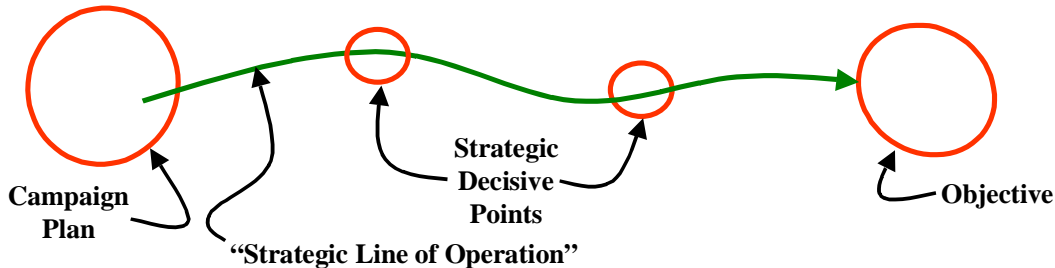 Campaign
Plan
“Strategic Line of Operation”
Strategic
Decisive
Points
Objective